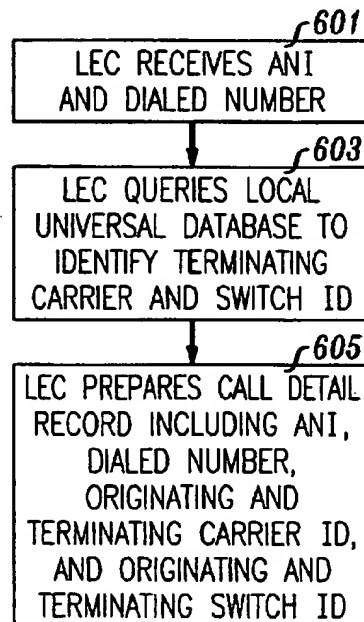 601
LEC RECEIVES ANI
AND DIALED NUMBER
603
LEC QUERIES LOCAL
UNIVERSAL DATABASE TO
IDENTIFY TERMINATING
CARRIER AND SWITCH ID
605
LEC PREPARES CALL DETAIL
RECORD INCLUDING ANI,
DIALED NUMBER,
ORIGINATING AND
TERMINATING CARRIER ID,
AND ORIGINATING AND
TERMINATING SWITCH ID